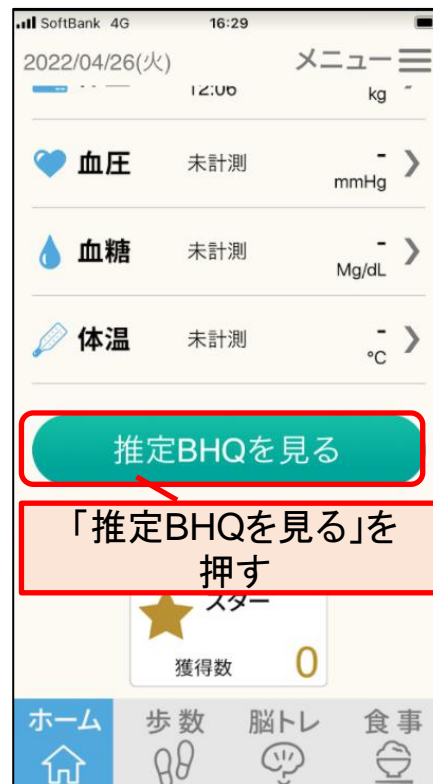 SoftBank 4G 16:29
2022/04/26(火) メニュー
12:06 kg -
血圧 未計測 -
mmHg
血糖 未計測 -
Mg/dL
体温 未計測 -
°C
推定BHQを見る
「推定BHQを見る」を
押す
スター
獲得数 0
ホーム 歩数 脳トレ 食事